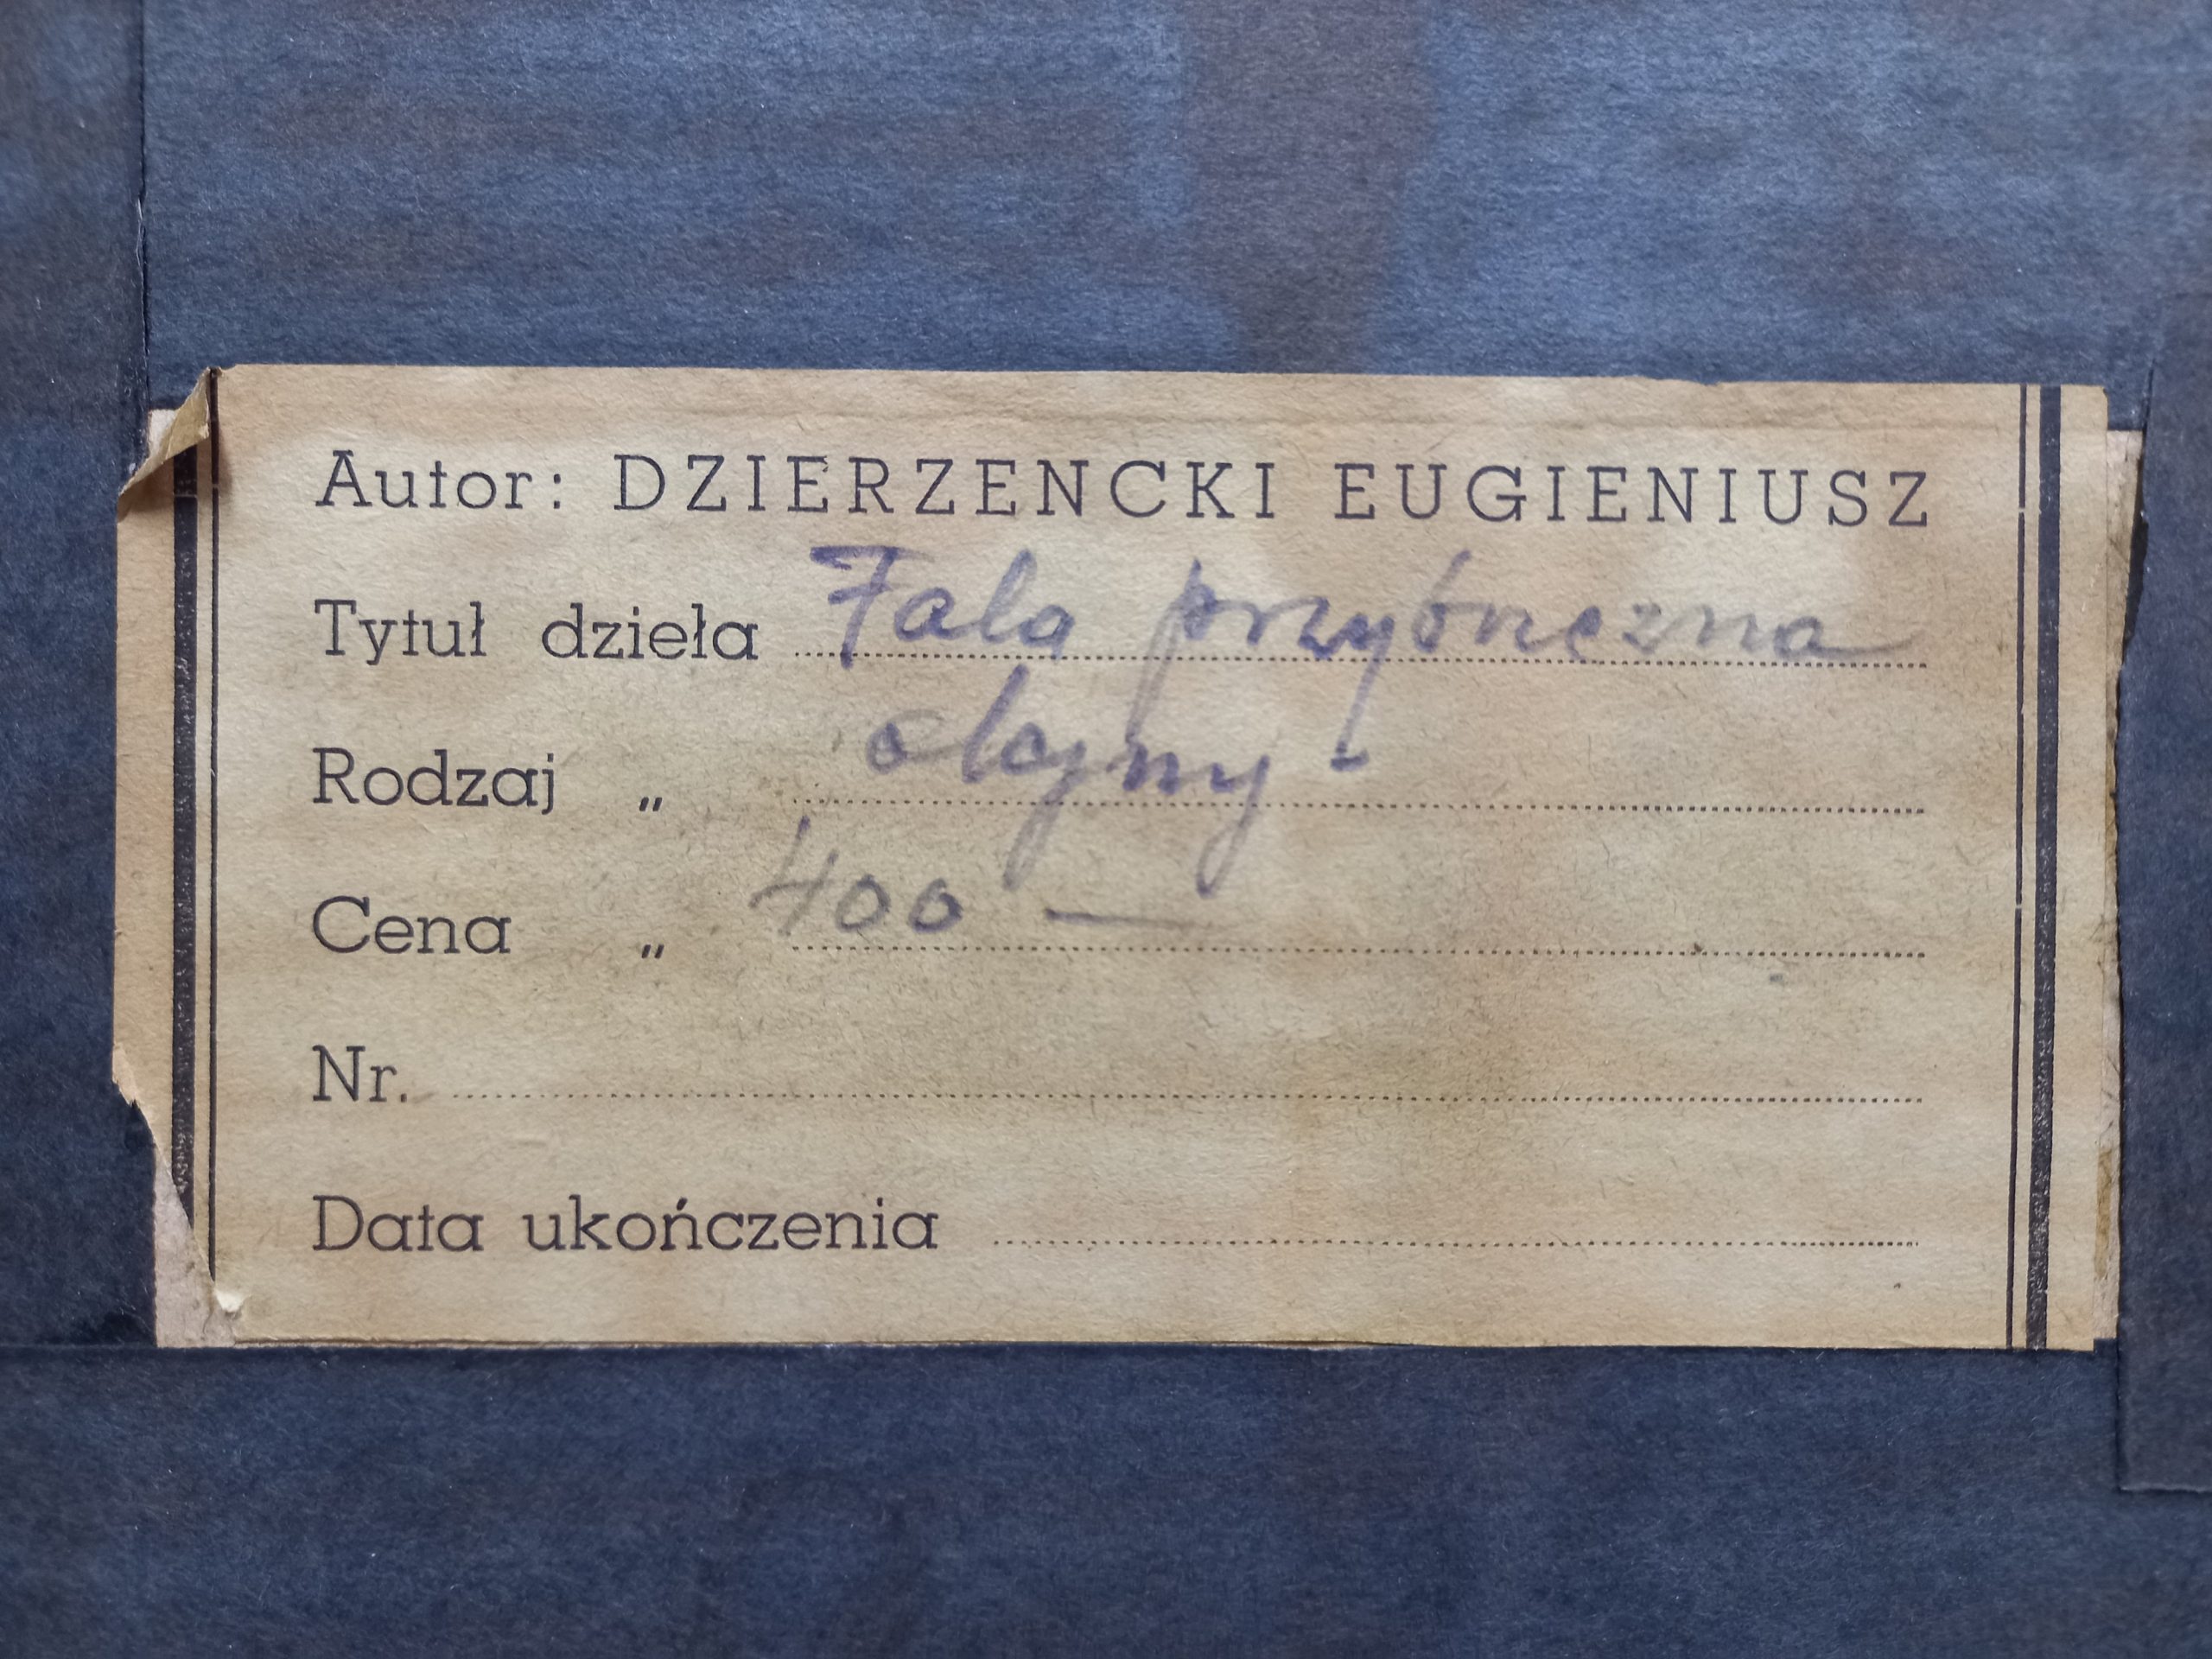 Autor: DZIERZENCKI EUGIENIUSZ
Tytuł dzieła Fala przybrzeżna
Rodzaj „ olejny -
Cena „ 400 —
Nr.
Data ukończenia